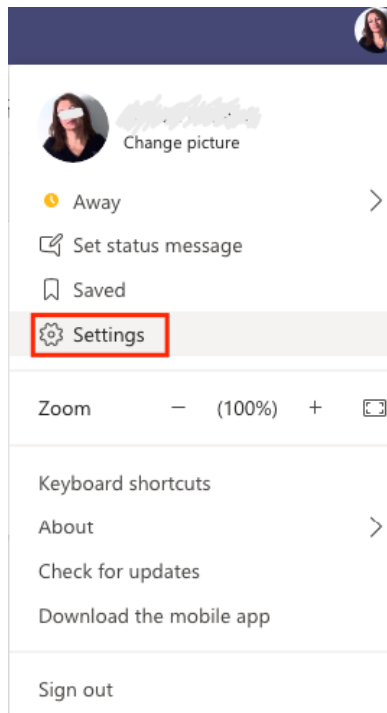 Change picture
Away
Set status message
Saved
Settings
Zoom − (100%) +
Keyboard shortcuts
About
Check for updates
Download the mobile app
Sign out